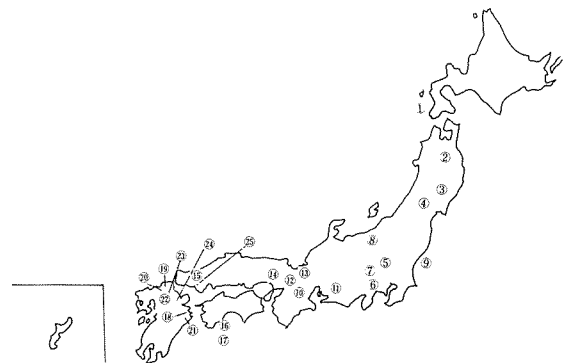 1
②
③
④
㉔ ㉕ ⑧
㉓ ⑤ ⑨
⑳ ⑲ ⑮ ⑭ ⑬ ⑦
⑫ ⑪ ⑥
㉒ ⑩
⑱
㉑ ⑯
⑰